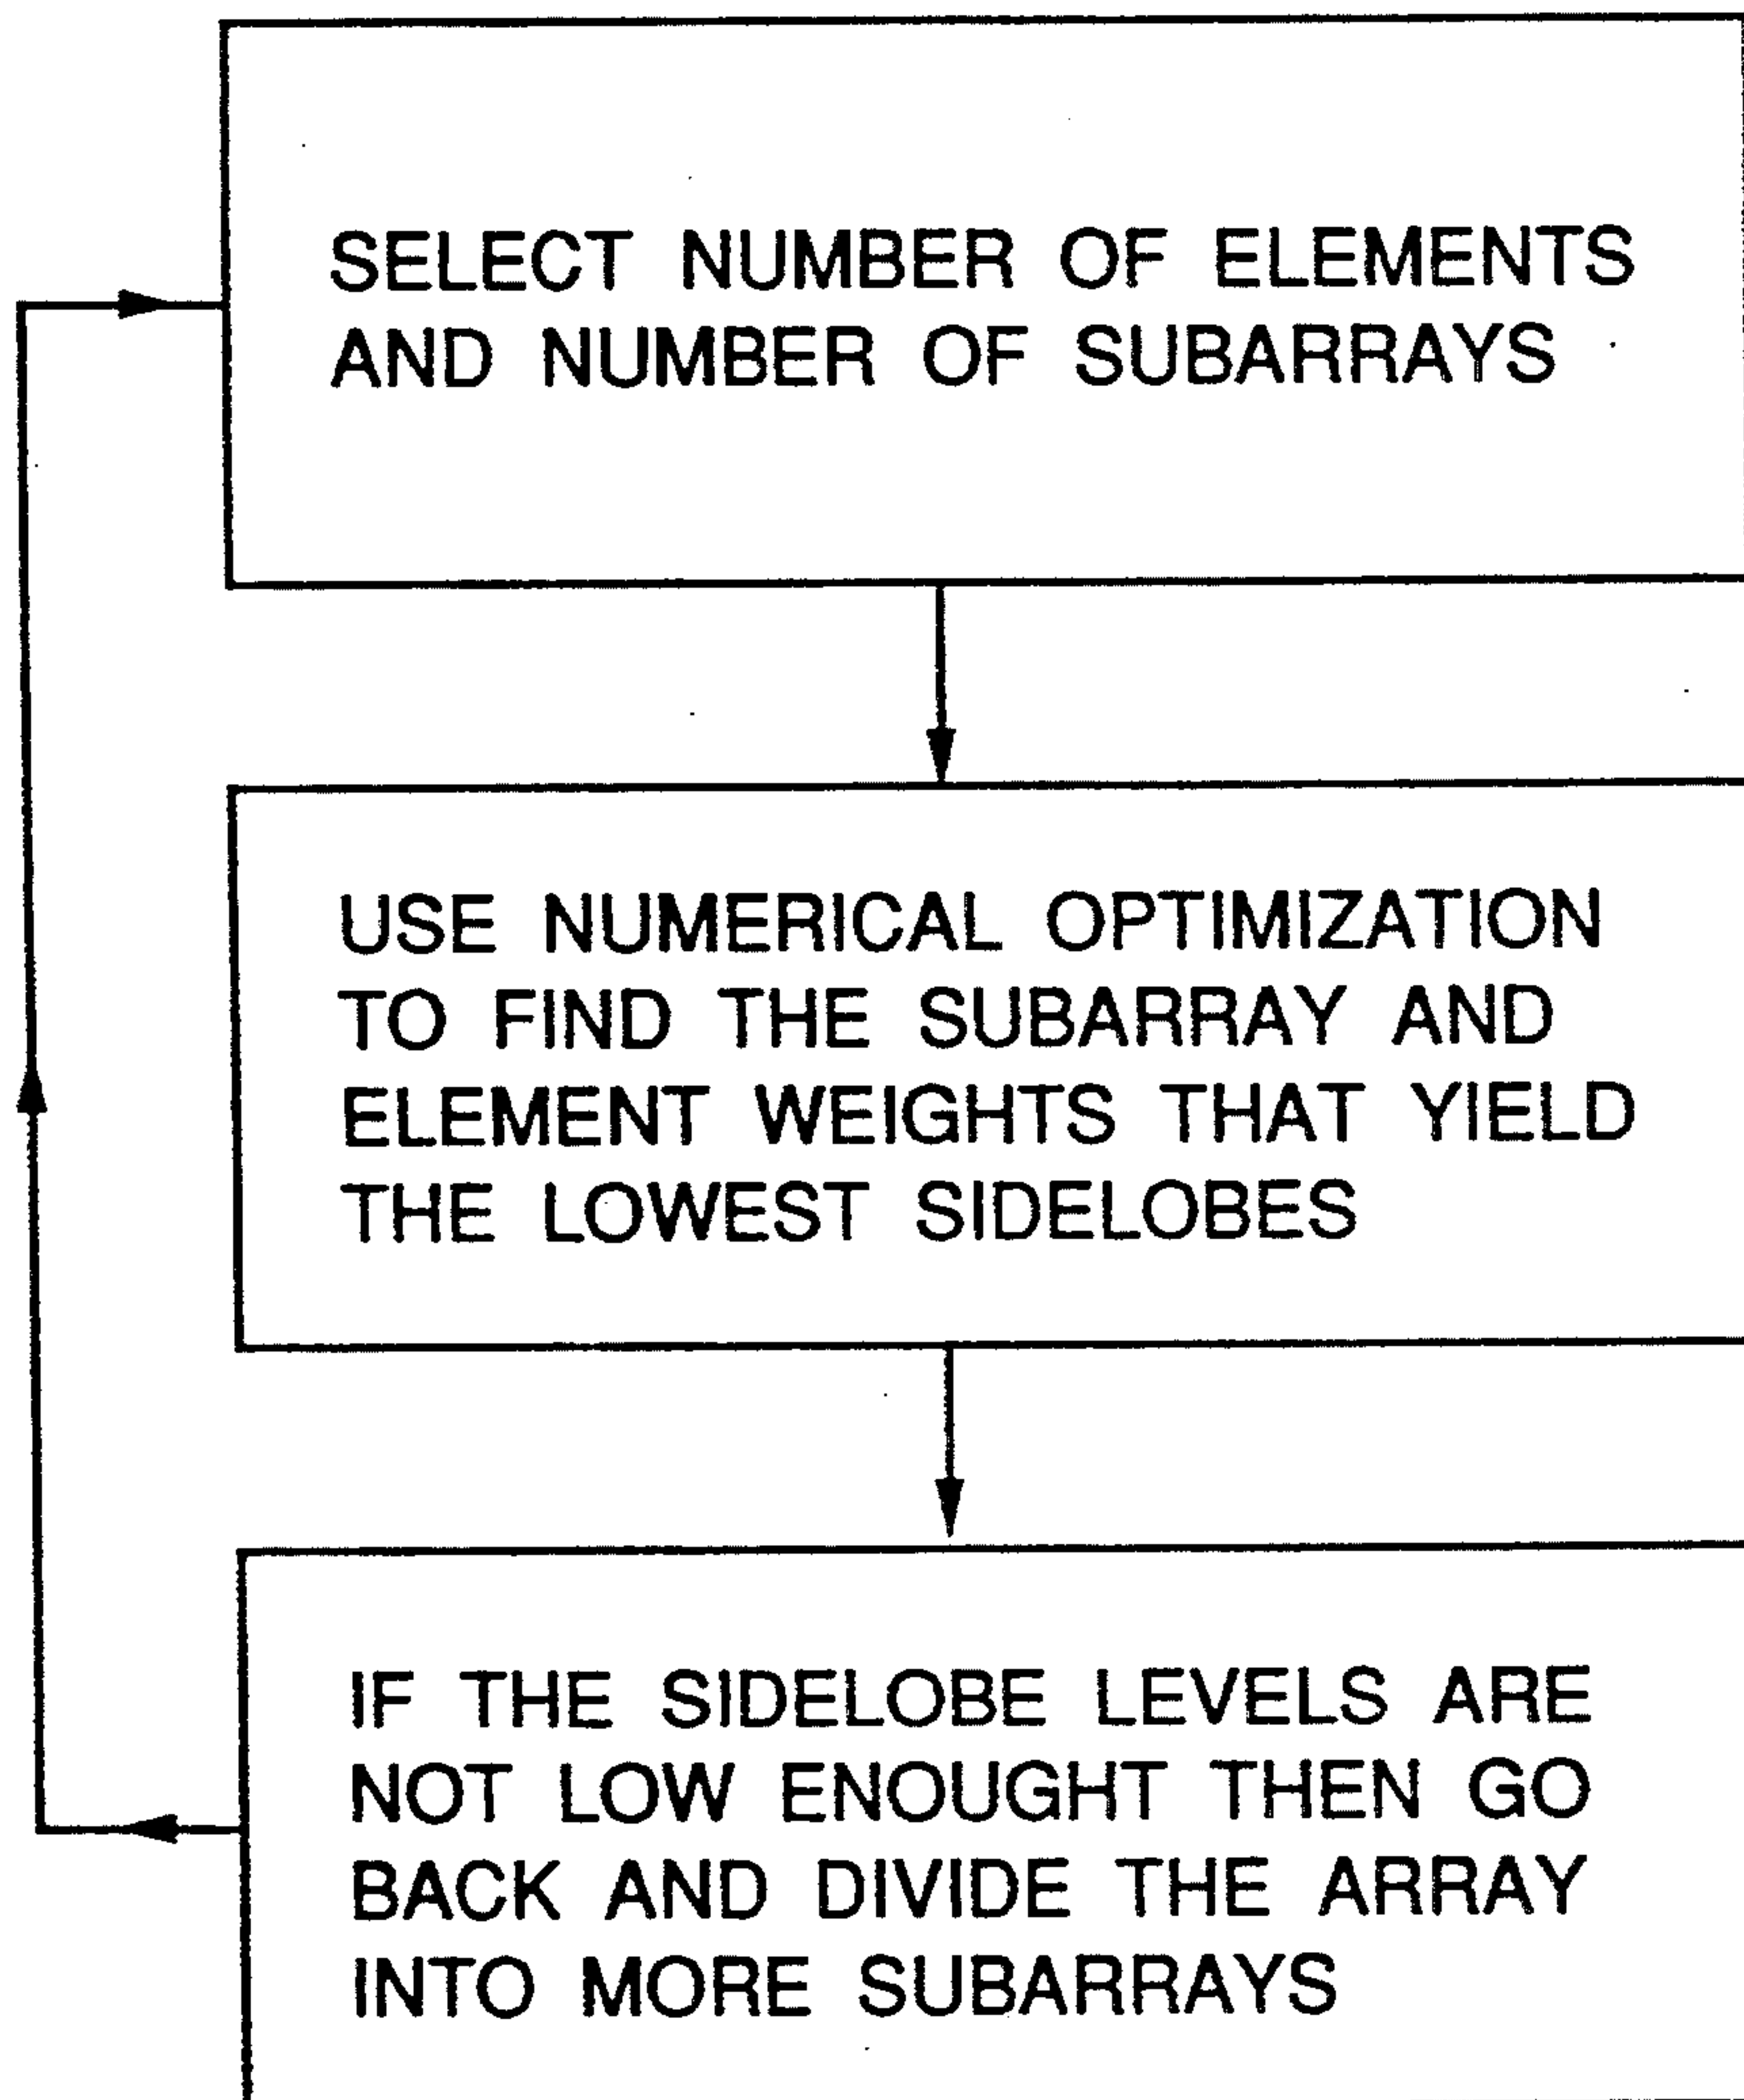 SELECT NUMBER OF ELEMENTS
AND NUMBER OF SUBARRAYS
USE NUMERICAL OPTIMIZATION
TO FIND THE SUBARRAY AND
ELEMENT WEIGHTS THAT YIELD
THE LOWEST SIDELOBES
IF THE SIDELOBE LEVELS ARE
NOT LOW ENOUGHT THEN GO
BACK AND DIVIDE THE ARRAY
INTO MORE SUBARRAYS